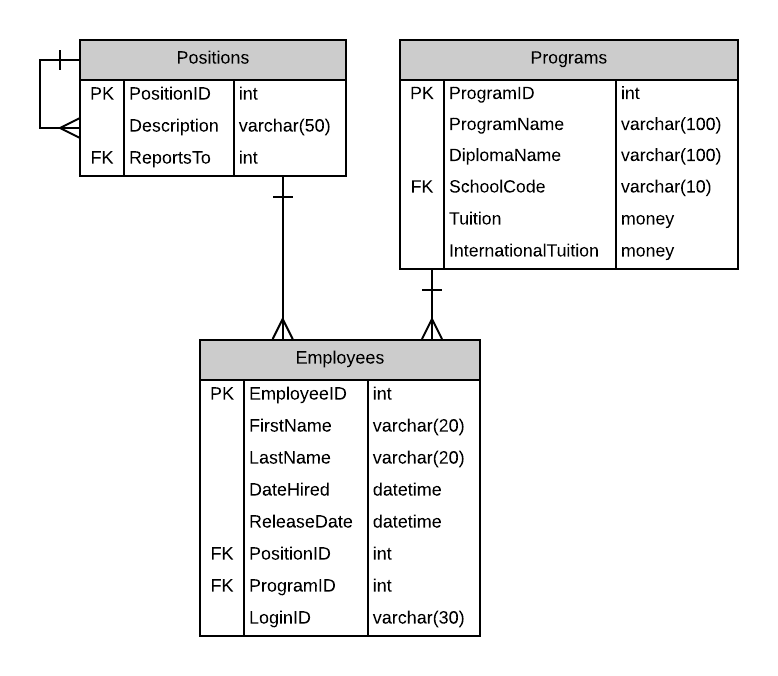 Positions
PK PositionID int
Description varchar(50)
FK ReportsTo int
Programs
PK ProgramID int
ProgramName varchar(100)
DiplomaName varchar(100)
FK SchoolCode varchar(10)
Tuition money
InternationalTuition money
Employees
PK EmployeeID int
FirstName varchar(20)
LastName varchar(20)
DateHired datetime
ReleaseDate datetime
FK PositionID int
FK ProgramID int
LoginID varchar(30)